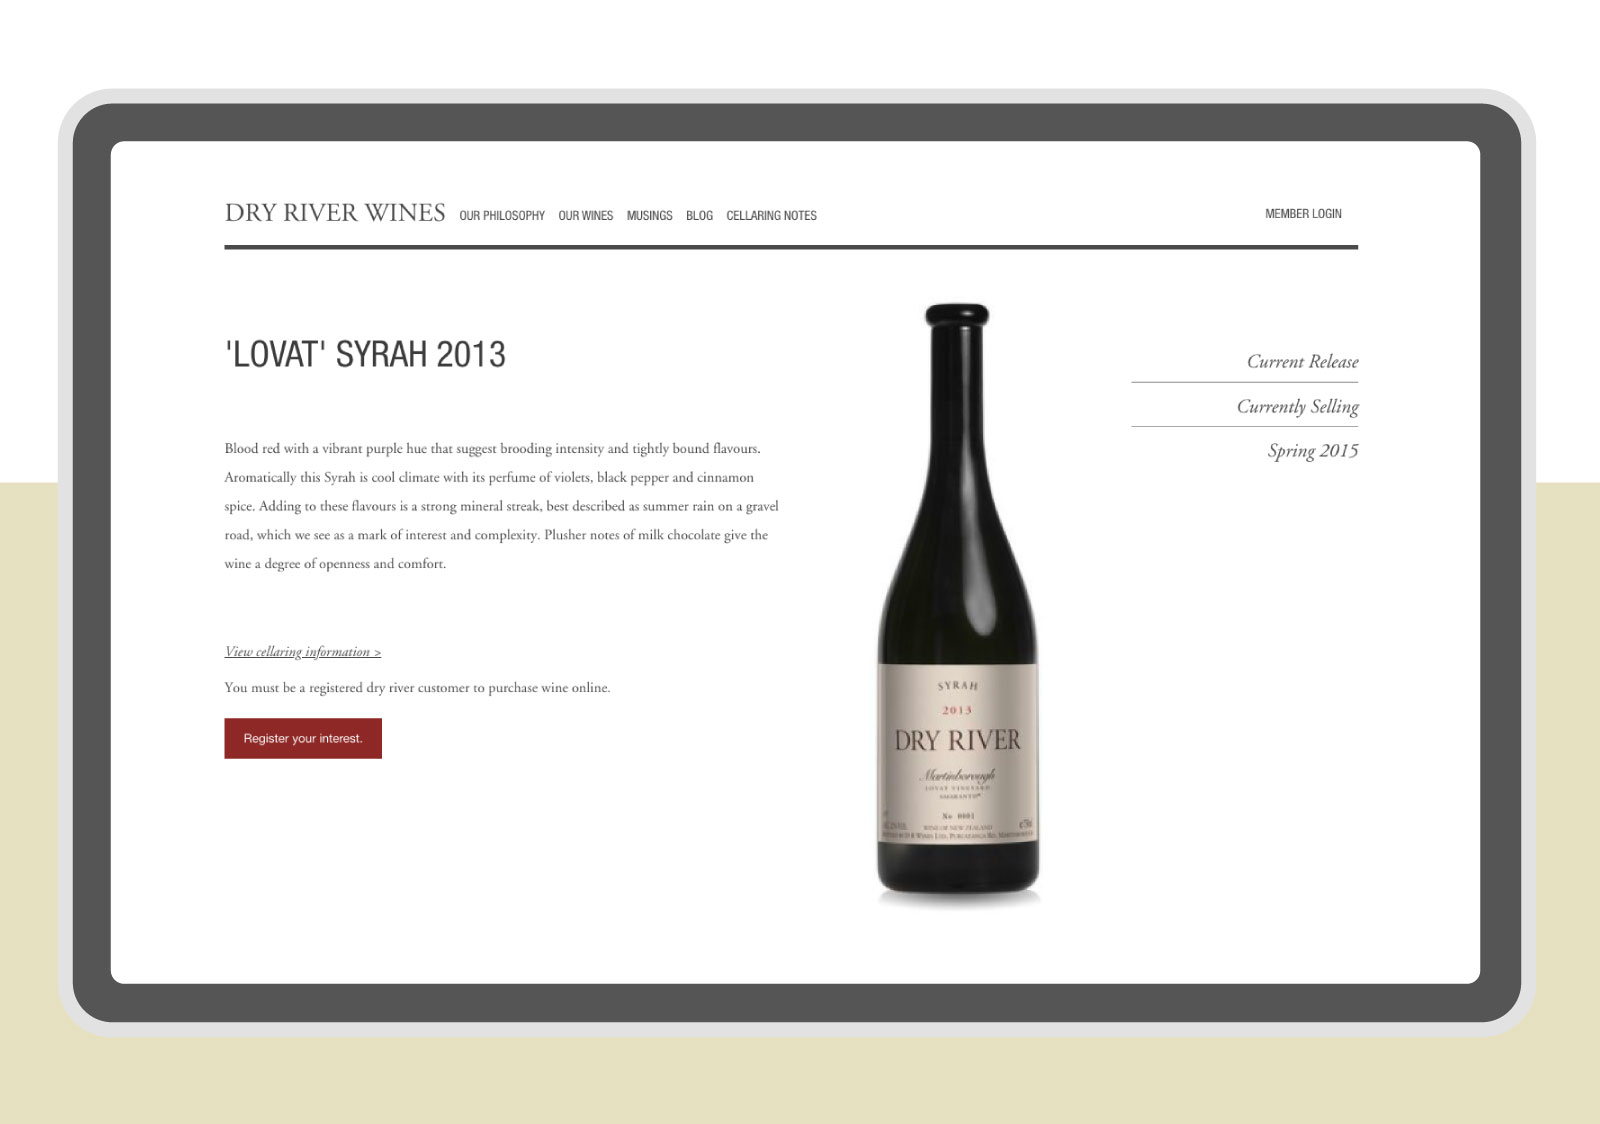 DRY RIVER WINES OUR PHILOSOPHY OUR WINES MUSINGS BLOG CELLARING NOTES MEMBER LOGIN
'LOVAT' SYRAH 2013
Blood red with a vibrant purple hue that suggest brooding intensity and tightly bound flavours.
Aromatically this Syrah is cool climate with its perfume of violets, black pepper and cinnamon
spice. Adding to these flavours is a strong mineral streak, best described as summer rain on a gravel
road, which we see as a mark of interest and complexity. Plusher notes of milk chocolate give the
wine a degree of openness and comfort.
View cellaring information >
You must be a registered dry river customer to purchase wine online.
Register your interest.
SYRAH
2013
DRY RIVER
Martinborough
LOVAT VINEYARD
No 0001
WINE OF NEW ZEALAND
Current Release
Currently Selling
Spring 2015